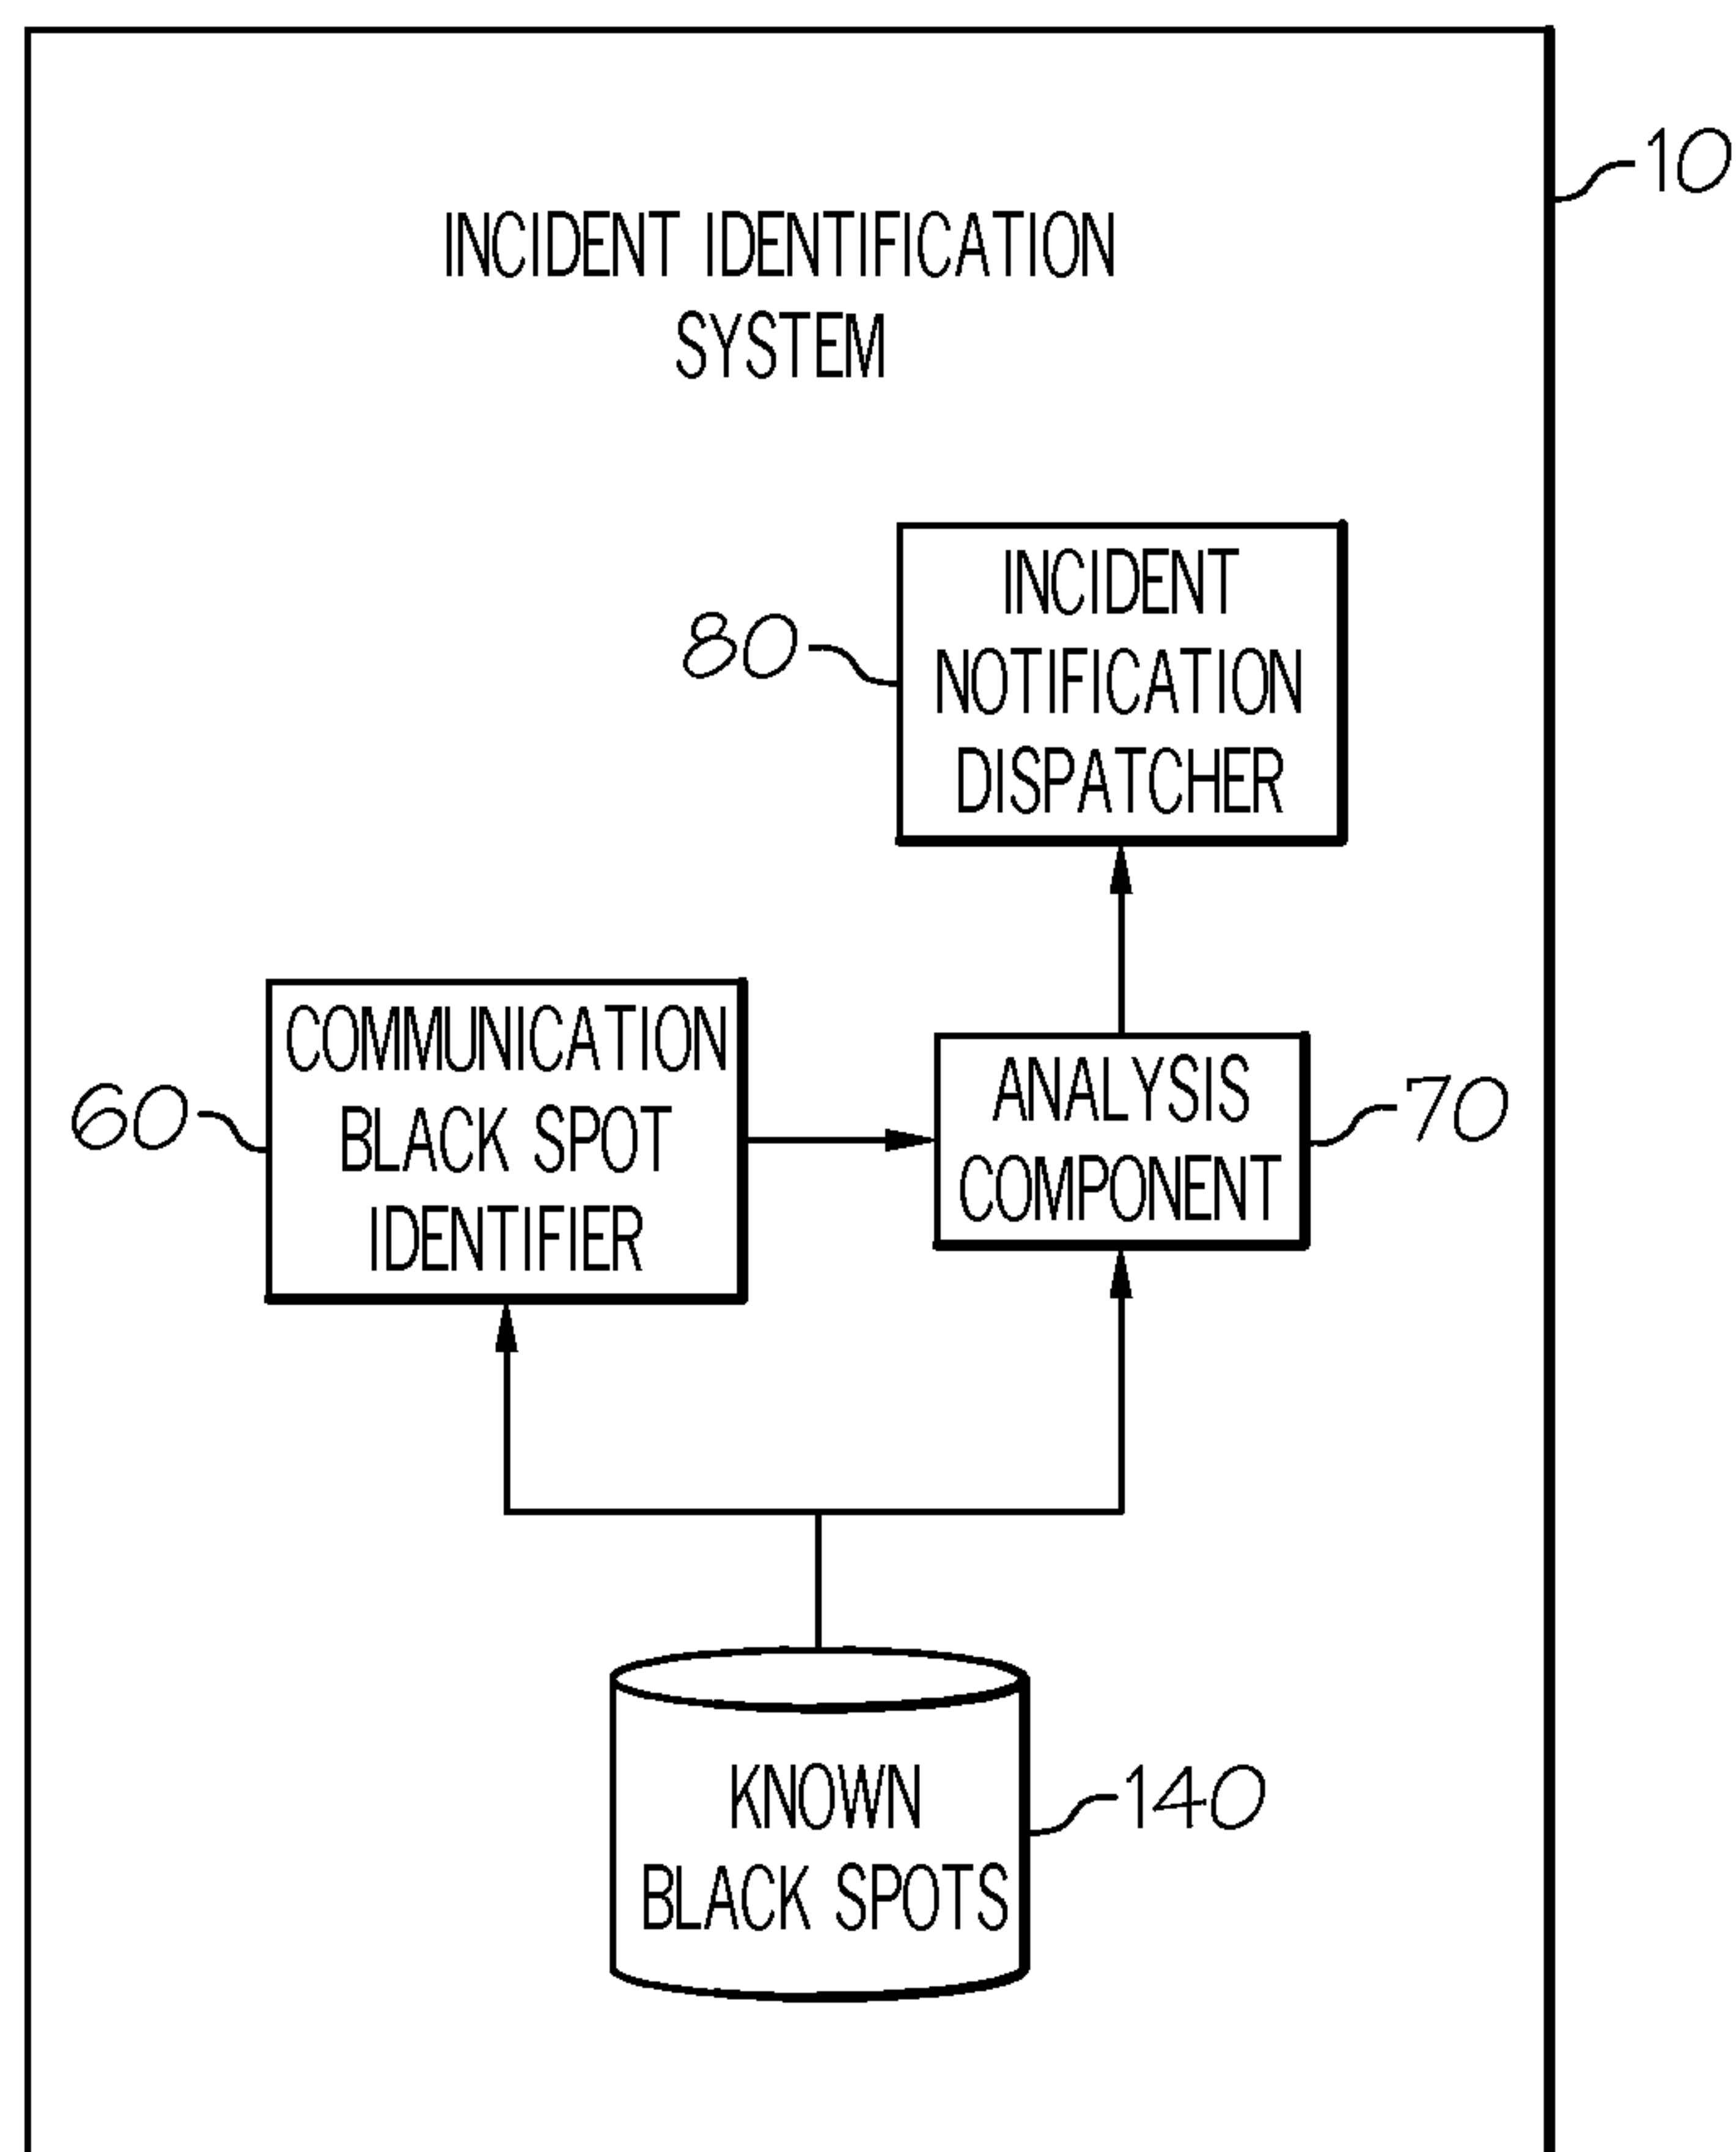 10
INCIDENT IDENTIFICATION
SYSTEM
80
INCIDENT
NOTIFICATION
DISPATCHER
60
COMMUNICATION
BLACK SPOT
IDENTIFIER
ANALYSIS
COMPONENT
70
KNOWN
BLACK SPOTS
140